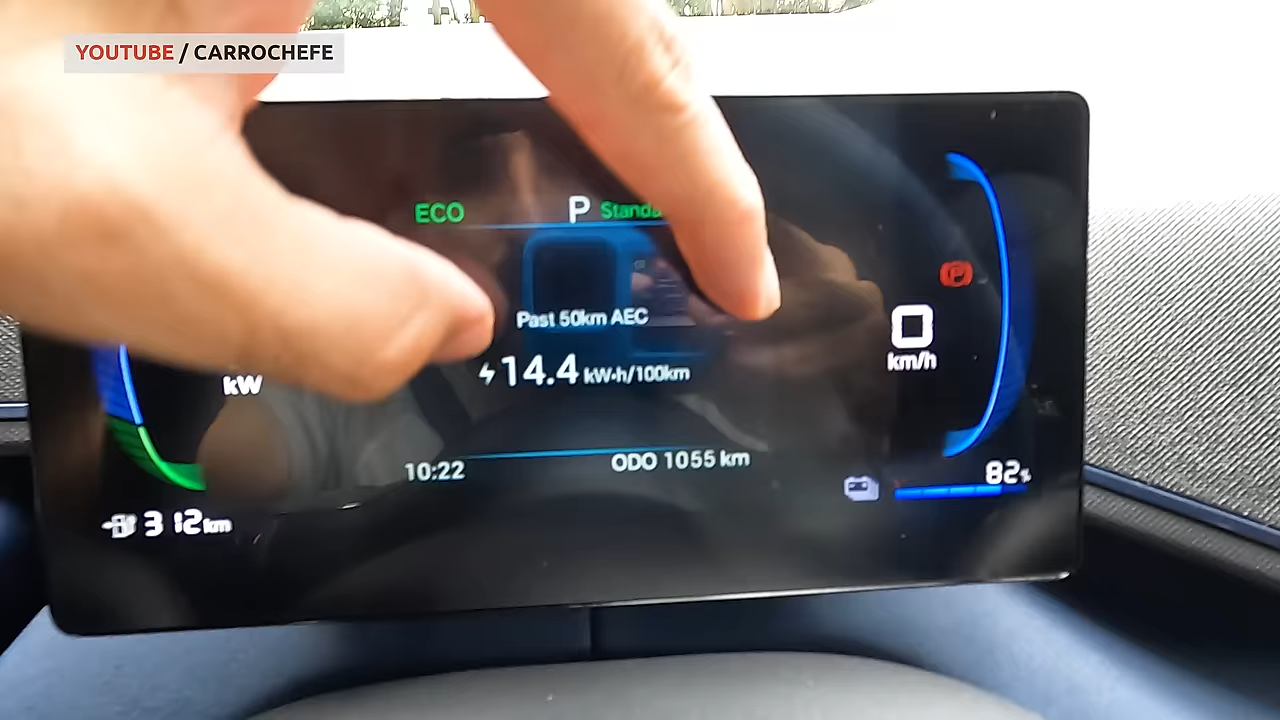 YOUTUBE / CARROCHEFE
ECO
P
Standa
Past 50km AEC
14.4 kW·h/100km
kW
0
km/h
10:22
ODO 1055 km
82%
312km